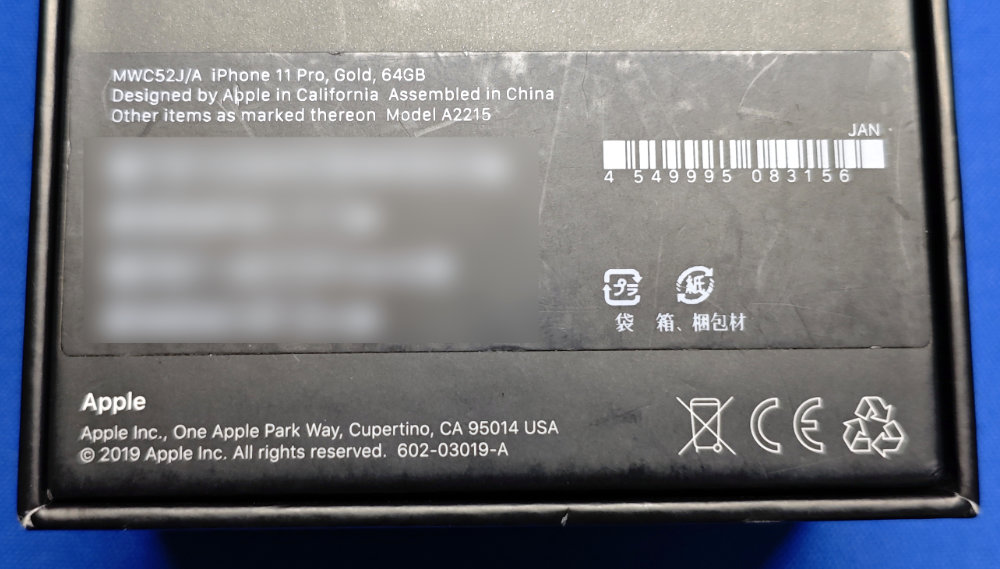 MWC52J/A iPhone 11 Pro, Gold, 64GB
Designed by Apple in California Assembled in China
Other items as marked thereon Model A2215
JAN
4 549995 083156
プラ 紙
袋 箱、梱包材
Apple
Apple Inc., One Apple Park Way, Cupertino, CA 95014 USA
© 2019 Apple Inc. All rights reserved. 602-03019-A
CE